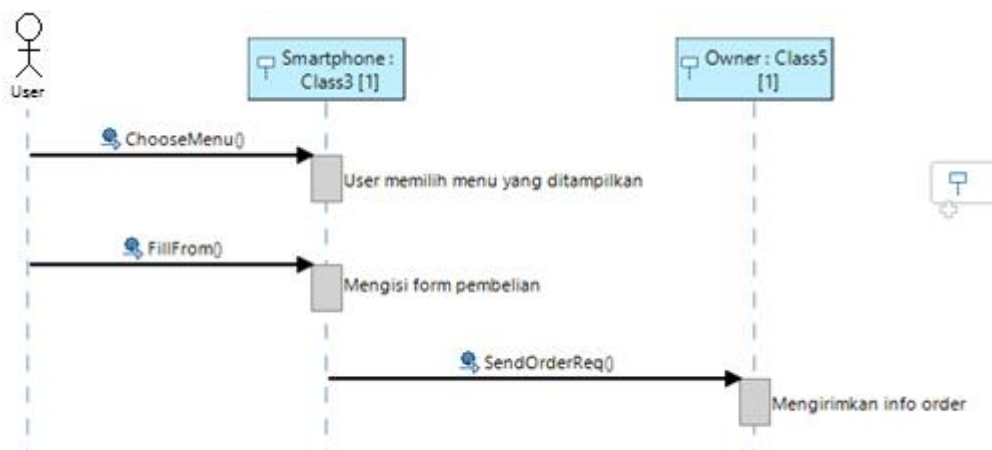 User
Smartphone :
Class3 [1]
Owner : Class5
[1]
ChooseMenu()
User memilih menu yang ditampilkan
FillFrom()
Mengisi form pembelian
SendOrderReq()
Mengirimkan info order